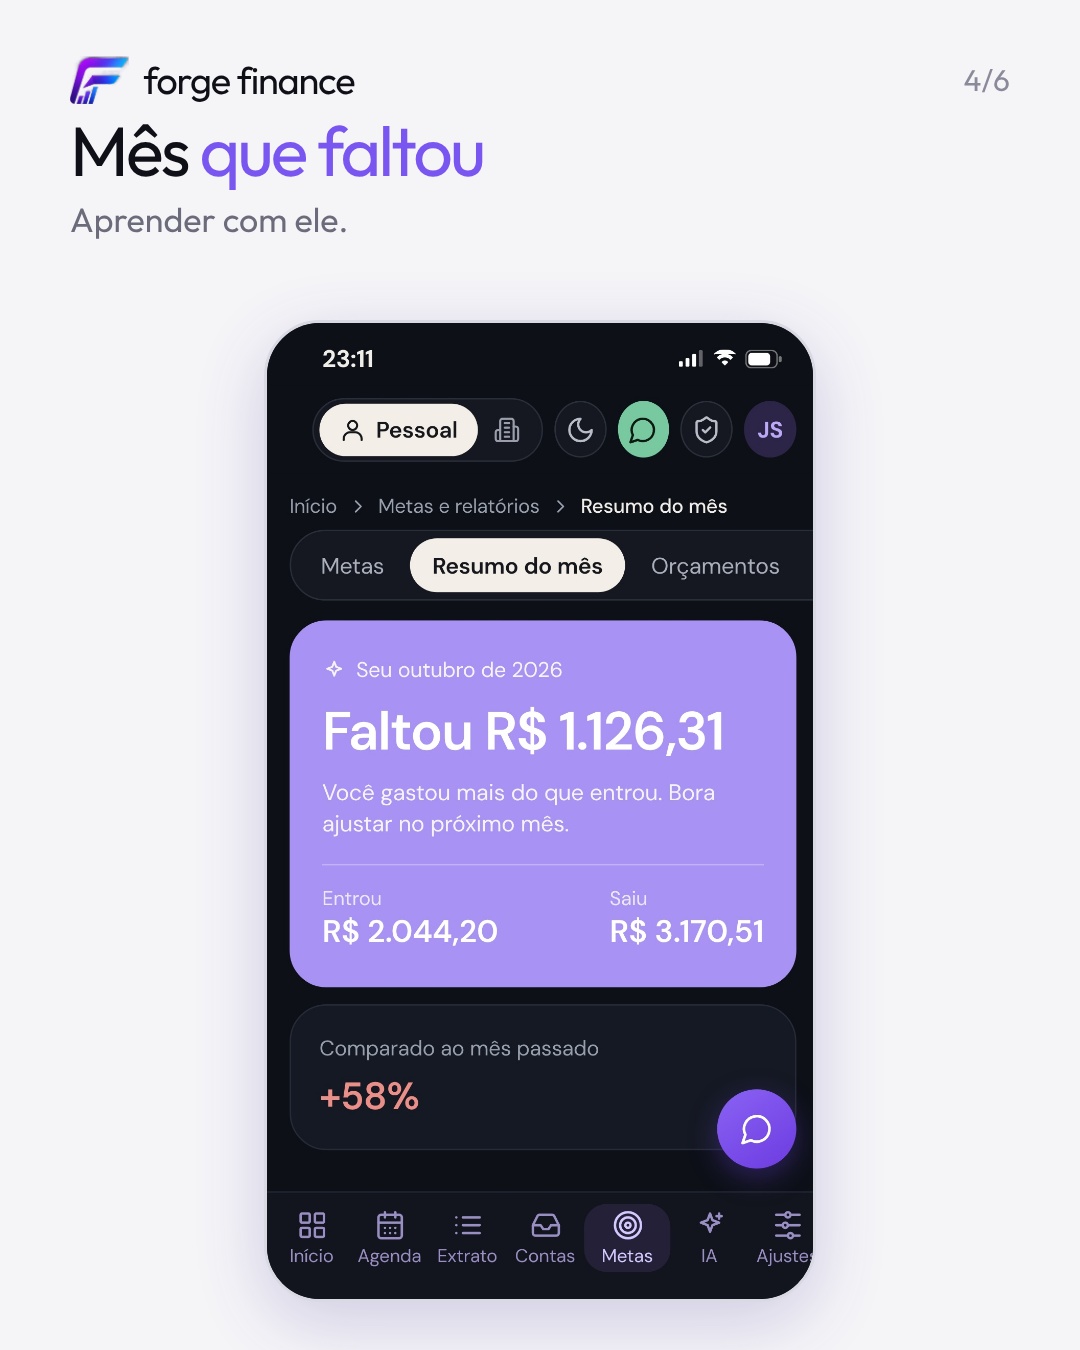 forge finance
4/6
Mês que faltou
Aprender com ele.
23:11
Pessoal
JS
Início > Metas e relatórios > Resumo do mês
Metas Resumo do mês Orçamentos
Seu outubro de 2026
Faltou R$ 1.126,31
Você gastou mais do que entrou. Bora
ajustar no próximo mês.
Entrou Saiu
R$ 2.044,20 R$ 3.170,51
Comparado ao mês passado
+58%
Início Agenda Extrato Contas Metas IA Ajustes